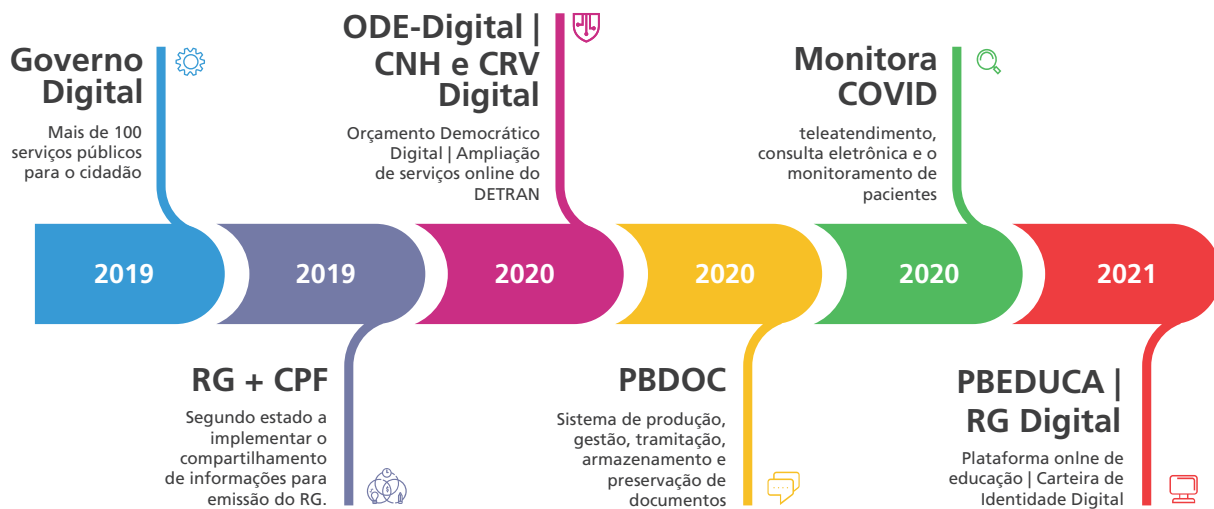 Governo
Digital
Mais de 100
serviços públicos
para o cidadão
ODE-Digital |
CNH e CRV
Digital
Orçamento Democrático
Digital | Ampliação
de serviços online do
DETRAN
Monitora
COVID
teleatendimento,
consulta eletrônica e o
monitoramento de
pacientes
2019
2019
2020
2020
2020
2021
RG + CPF
Segundo estado a
implementar o
compartilhamento
de informações para
emissão do RG.
PBDOC
Sistema de produção,
gestão, tramitação,
armazenamento e
preservação de
documentos
PBEDUCA |
RG Digital
Plataforma onlne de
educação | Carteira de
Identidade Digital